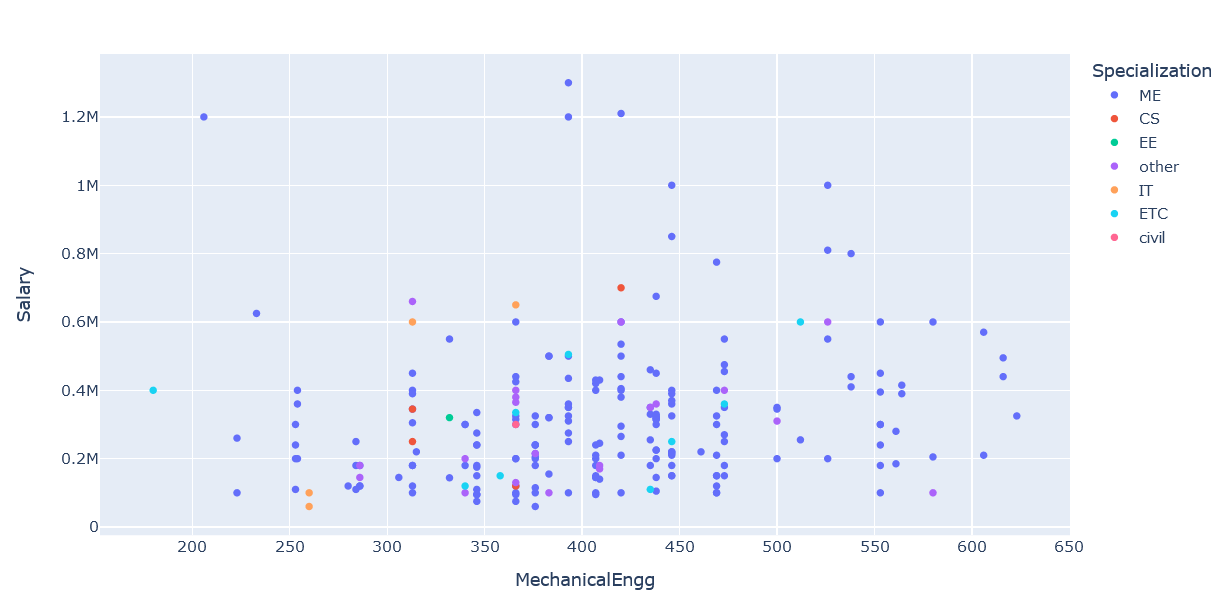 Specialization
ME
CS
EE
other
IT
ETC
civil
1.2M
1M
0.8M
0.6M
0.4M
0.2M
0
Salary
200 250 300 350 400 450 500 550 600 650
MechanicalEngg